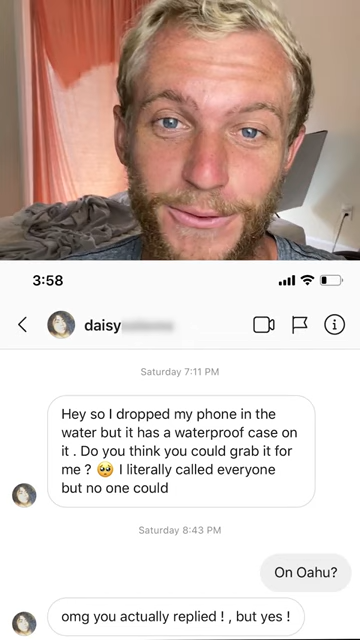 3:58
daisy
Saturday 7:11 PM
Hey so I dropped my phone in the
water but it has a waterproof case on
it . Do you think you could grab it for
me ? 🥺 I literally called everyone
but no one could
Saturday 8:43 PM
On Oahu?
omg you actually replied ! , but yes !